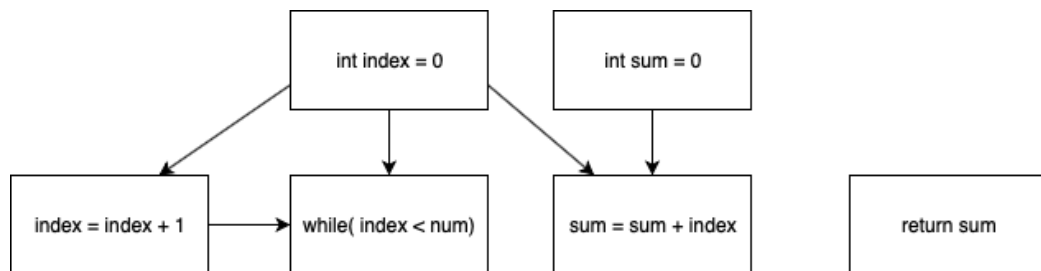 int index = 0
int sum = 0
index = index + 1
while( index < num)
sum = sum + index
return sum